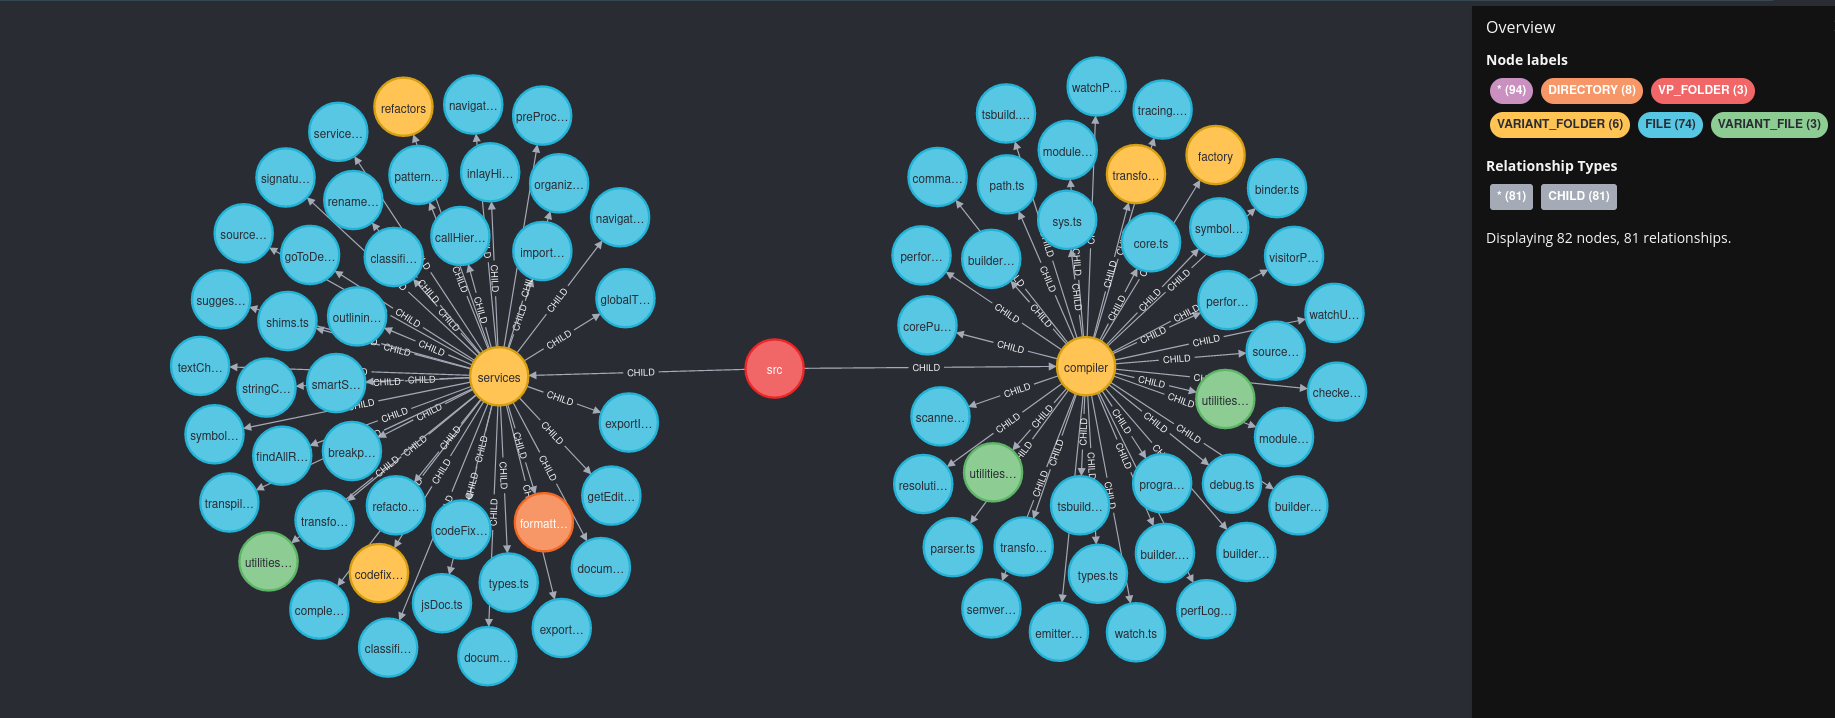 refactors
navigat...
preProc...
service...
signatu...
pattern...
inlayHi...
organiz...
rename...
navigat...
source...
goToDe...
classifi...
callHier...
import...
sugges...
shims.ts
outlinin...
globalT...
textCh...
stringC...
smartS...
services
symbol...
findAllR...
breakp...
exportI...
transpil...
transfo...
refacto...
codeFix...
formatt...
getEdit...
utilities...
codefix...
comple...
jsDoc.ts
types.ts
docum...
classifi...
docum...
export...
CHILD
src
CHILD
watchP...
tsbuild....
tracing....
module...
comma...
path.ts
transfo...
factory
binder.ts
sys.ts
core.ts
symbol...
perfor...
builder...
visitorP...
corePu...
perfor...
watchU...
compiler
source...
checke...
scanne...
utilities...
module...
resoluti...
utilities...
tsbuild...
progra...
debug.ts
builder...
parser.ts
transfo...
builder....
builder...
types.ts
semver...
emitter...
watch.ts
perfLog...
Overview
Node labels
* (94) DIRECTORY (8) VP_FOLDER (3)
VARIANT_FOLDER (6) FILE (74) VARIANT_FILE (3)
Relationship Types
* (81) CHILD (81)
Displaying 82 nodes, 81 relationships.